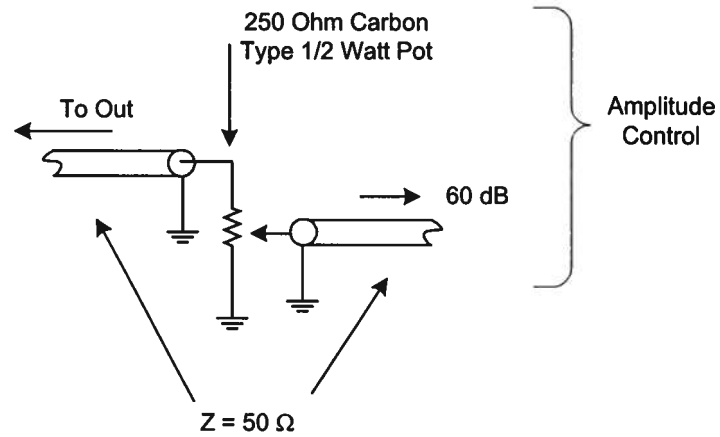 250 Ohm Carbon
Type 1/2 Watt Pot
To Out
Amplitude
Control
60 dB
Z = 50 Ω